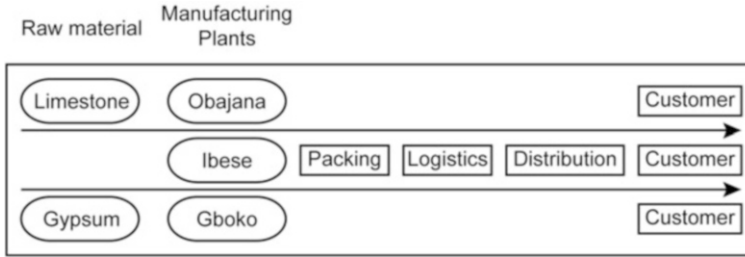 Raw material
Manufacturing
Plants
Limestone
Obajana
Customer
Ibese
Packing
Logistics
Distribution
Customer
Gypsum
Gboko
Customer